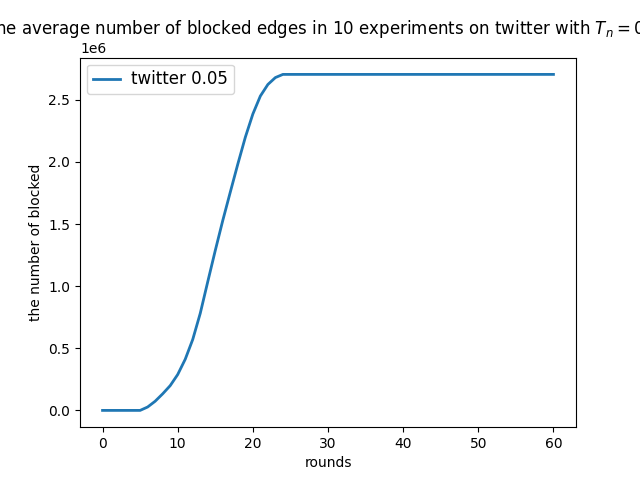 he average number of blocked edges in 10 experiments on twitter with Tₙ = 0
1e6
twitter 0.05
2.5
2.0
1.5
1.0
0.5
0.0
the number of blocked
0 10 20 30 40 50 60
rounds